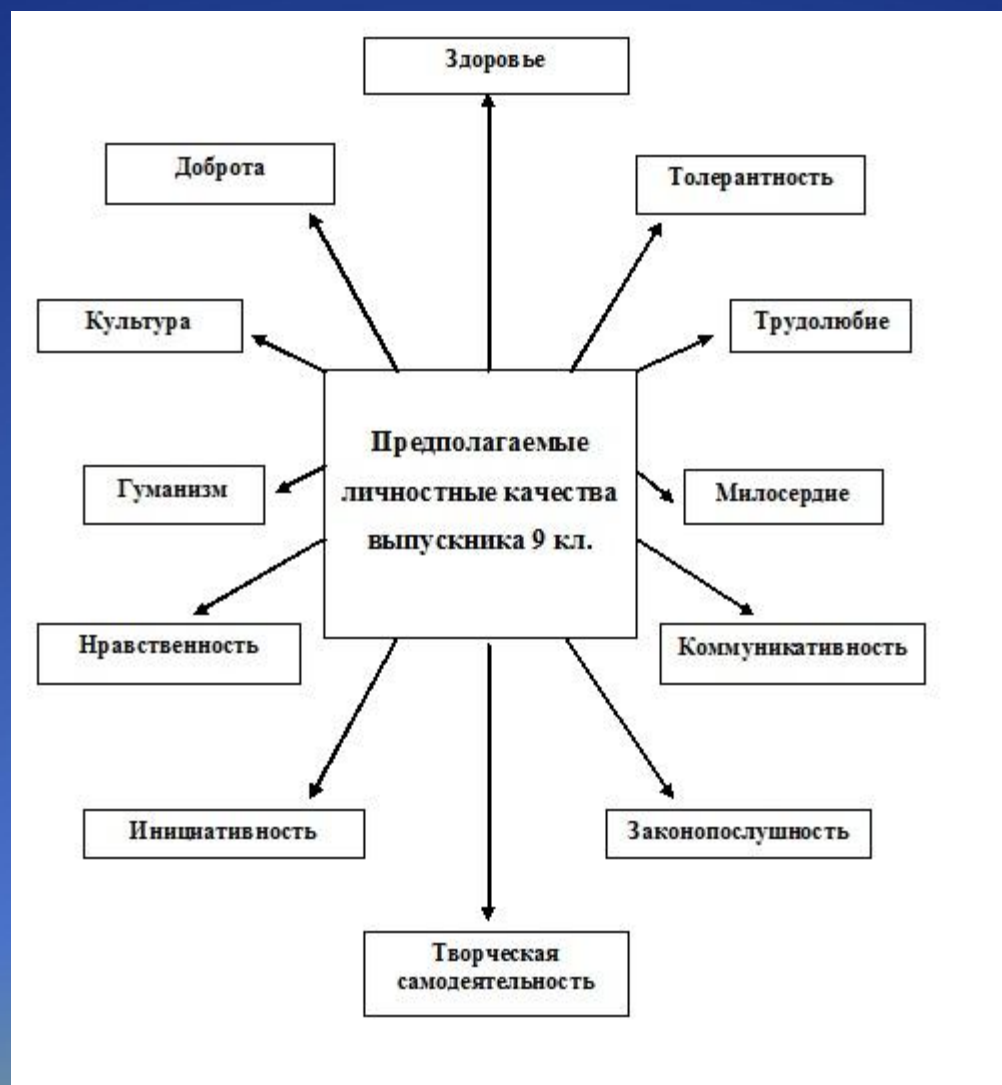 Здоровье
Доброта
Толерантность
Культура
Трудолюбие
Предполагаемые
личностные качества
выпускника 9 кл.
Гуманизм
Милосердие
Нравственность
Коммуникативность
Инициативность
Законопослушность
Творческая
самодеятельность